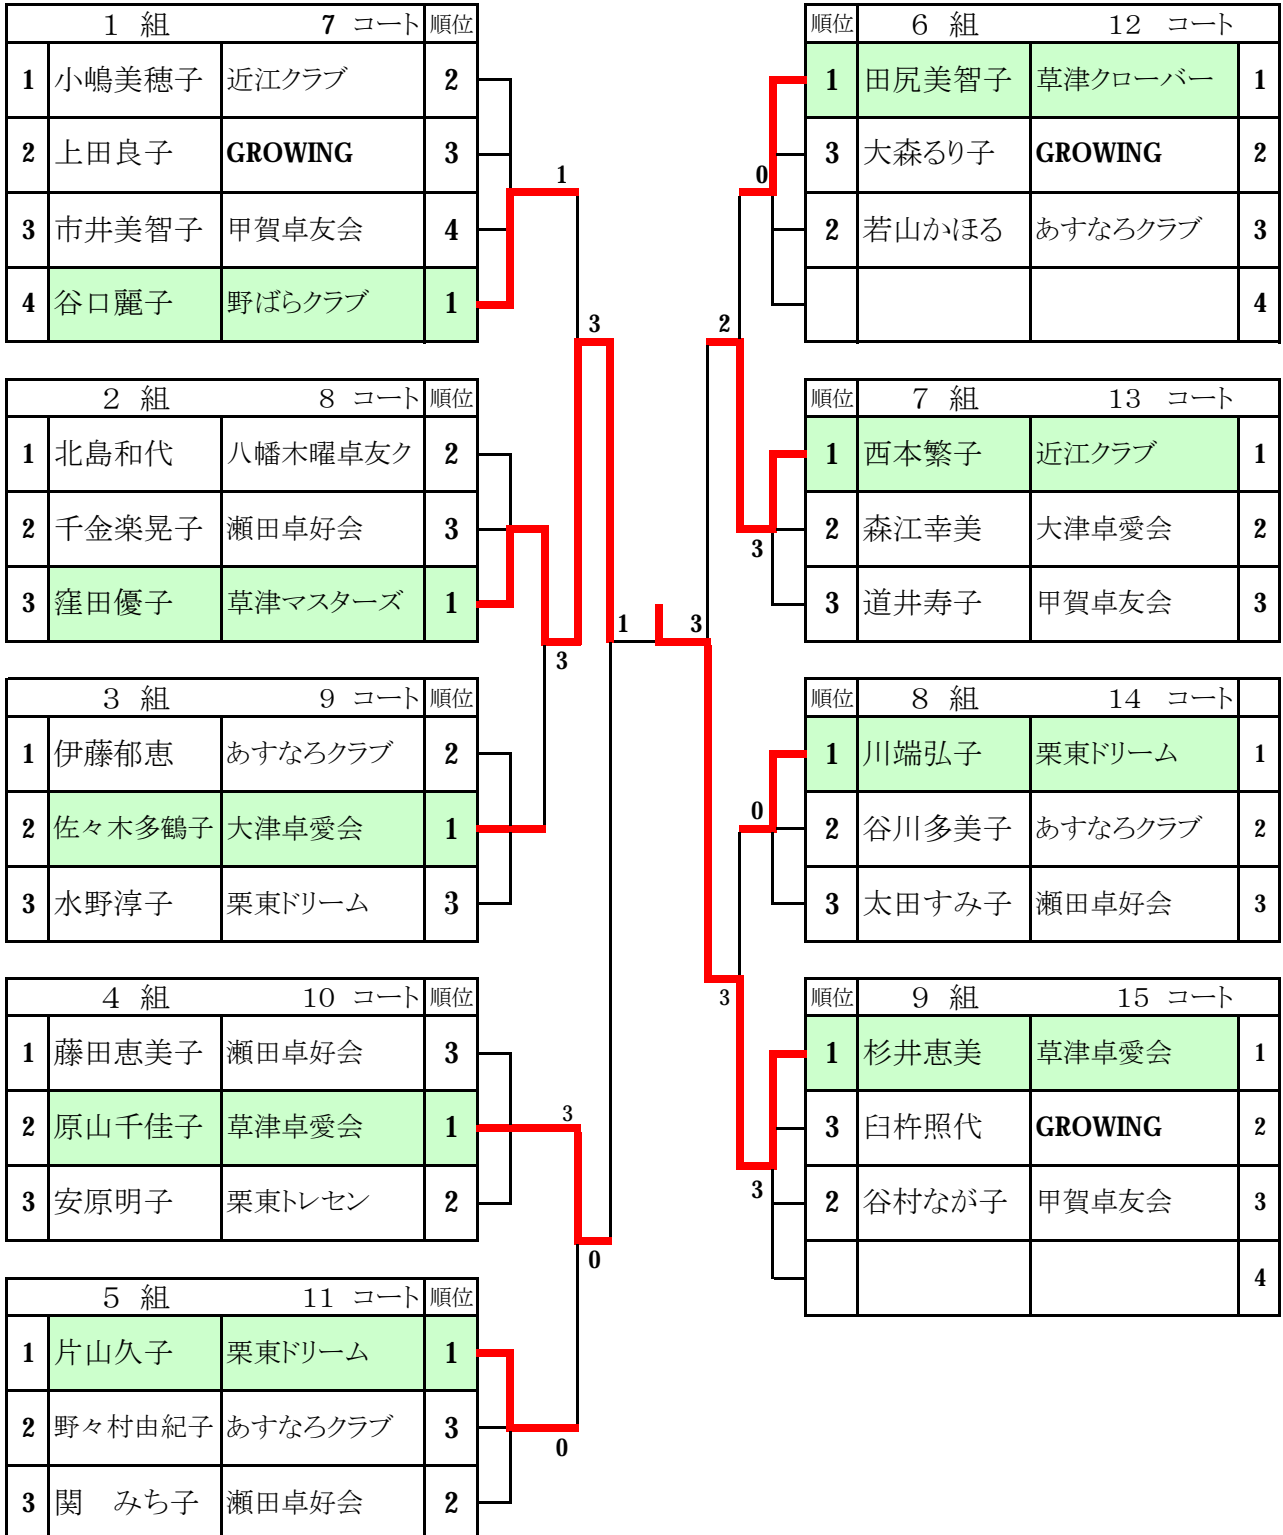 1 組 7 コート 順位
1 小嶋美穂子 近江クラブ 2
2 上田良子 GROWING 3
3 市井美智子 甲賀卓友会 4
4 谷口麗子 野ばらクラブ 1
2 組 8 コート 順位
1 北島和代 八幡木曜卓友ク 2
2 千金楽晃子 瀬田卓好会 3
3 窪田優子 草津マスターズ 1
3 組 9 コート 順位
1 伊藤郁恵 あすなろクラブ 2
2 佐々木多鶴子 大津卓愛会 1
3 水野淳子 栗東ドリーム 3
4 組 10 コート 順位
1 藤田恵美子 瀬田卓好会 3
2 原山千佳子 草津卓愛会 1
3 安原明子 栗東トレセン 2
5 組 11 コート 順位
1 片山久子 栗東ドリーム 1
2 野々村由紀子 あすなろクラブ 3
3 関 みち子 瀬田卓好会 2
1
3
3
3
0
0
1
3
0
2
3
0
3
3
順位 6 組 12 コート
1 田尻美智子 草津クローバー 1
3 大森るり子 GROWING 2
2 若山かほる あすなろクラブ 3
4
順位 7 組 13 コート
1 西本繁子 近江クラブ 1
2 森江幸美 大津卓愛会 2
3 道井寿子 甲賀卓友会 3
順位 8 組 14 コート
1 川端弘子 栗東ドリーム 1
2 谷川多美子 あすなろクラブ 2
3 太田すみ子 瀬田卓好会 3
順位 9 組 15 コート
1 杉井恵美 草津卓愛会 1
3 臼杵照代 GROWING 2
2 谷村なが子 甲賀卓友会 3
4